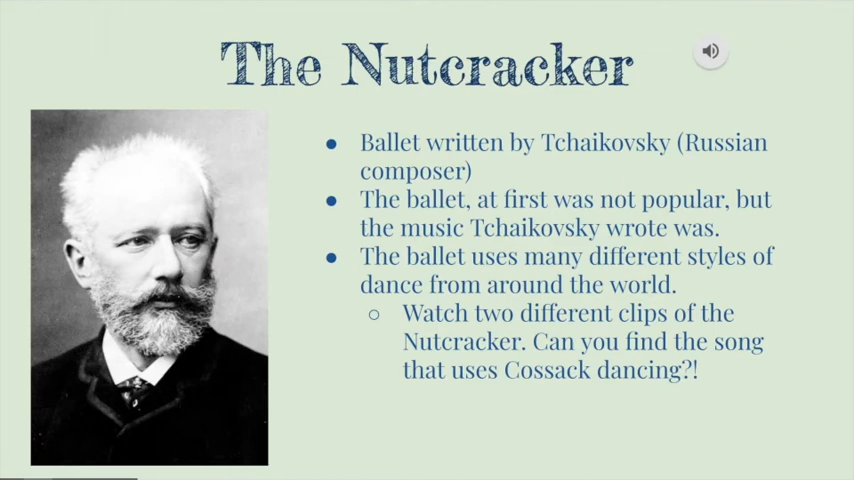 The Nutcracker
● Ballet written by Tchaikovsky (Russian
composer)
● The ballet, at first was not popular, but
the music Tchaikovsky wrote was.
● The ballet uses many different styles of
dance from around the world.
○ Watch two different clips of the
Nutcracker. Can you find the song
that uses Cossack dancing?!